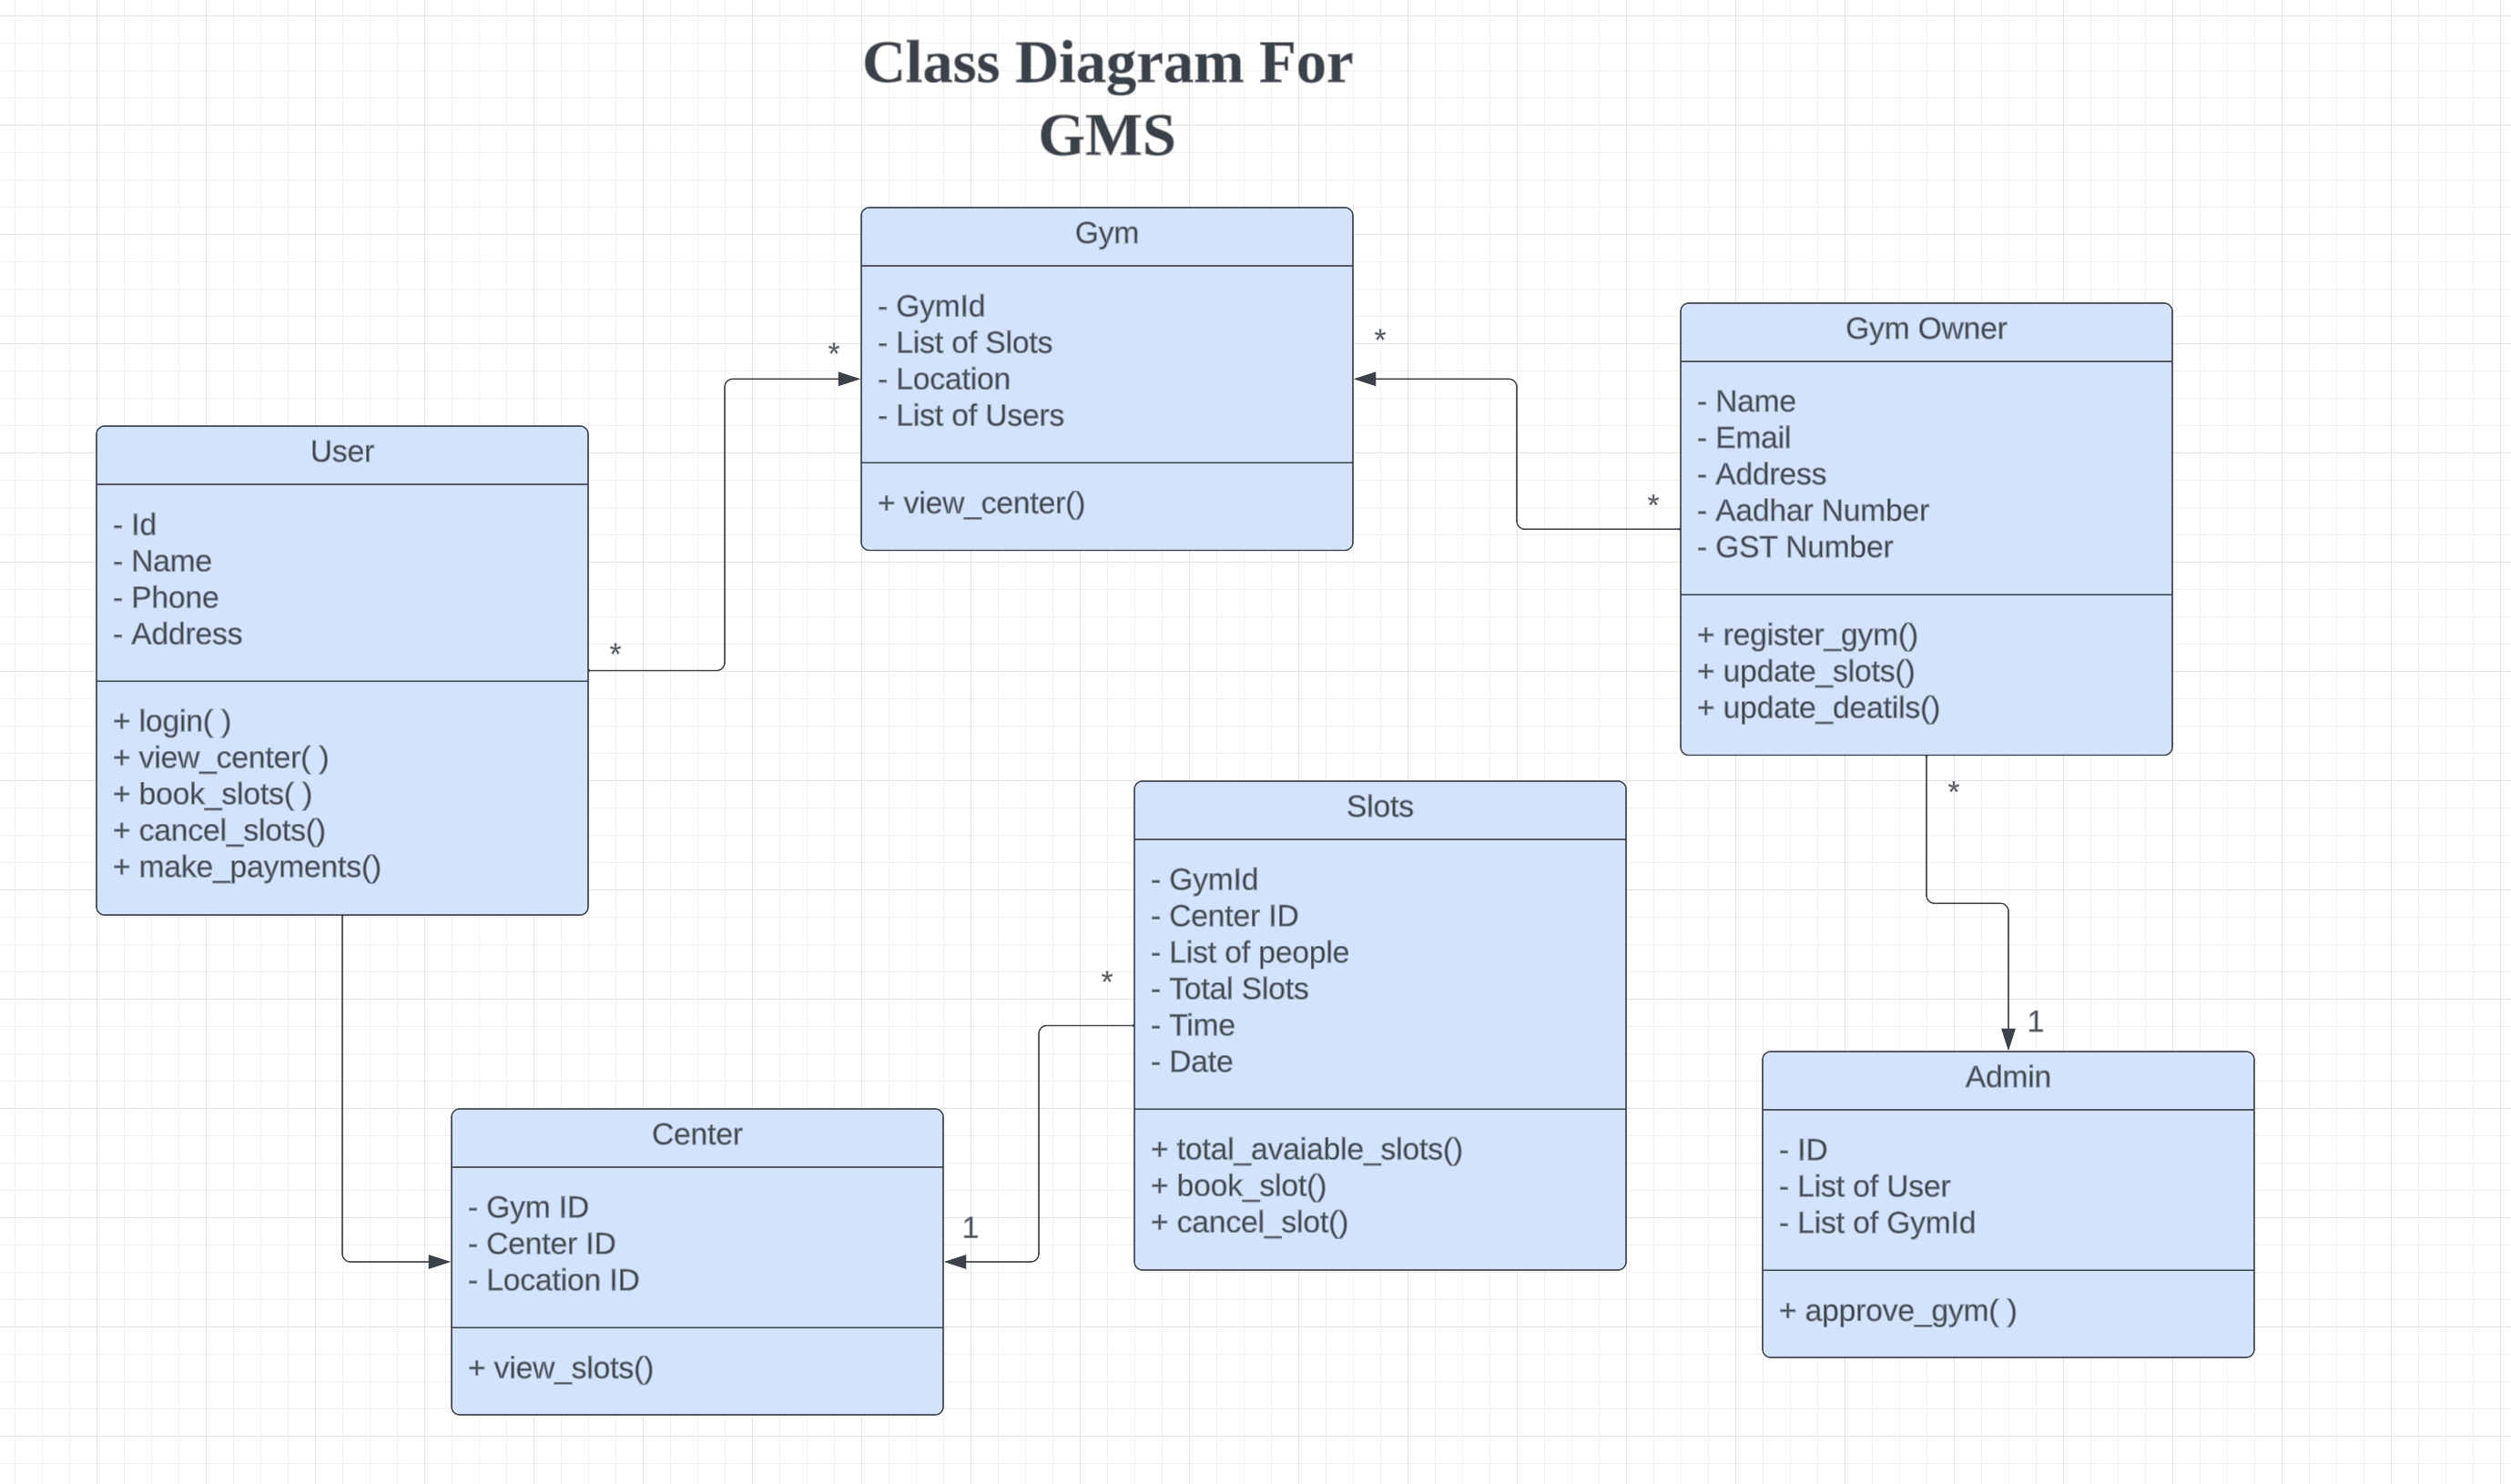 Class Diagram For
GMS
Gym
- GymId
- List of Slots
- Location
- List of Users
+ view_center()
*
*
Gym Owner
- Name
- Email
- Address
- Aadhar Number
- GST Number
+ register_gym()
+ update_slots()
+ update_deatils()
*
*
User
- Id
- Name
- Phone
- Address
+ login( )
+ view_center( )
+ book_slots( )
+ cancel_slots()
+ make_payments()
*
Slots
- GymId
- Center ID
- List of people
- Total Slots
- Time
- Date
+ total_avaiable_slots()
+ book_slot()
+ cancel_slot()
*
1
Center
- Gym ID
- Center ID
- Location ID
+ view_slots()
1
Admin
- ID
- List of User
- List of GymId
+ approve_gym( )